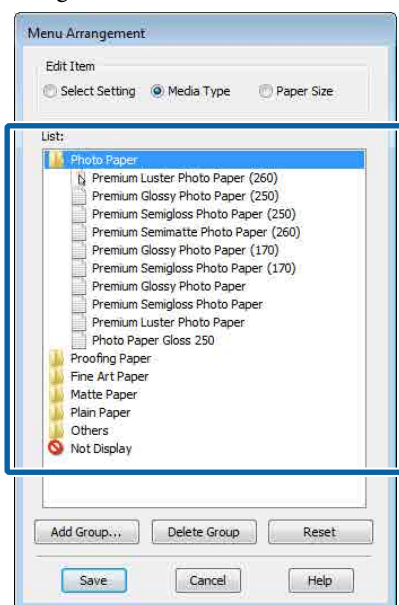 Menu Arrangement
Edit Item
Select Setting Media Type Paper Size
List:
Photo Paper
Premium Luster Photo Paper (260)
Premium Glossy Photo Paper (250)
Premium Semigloss Photo Paper (250)
Premium Semimatte Photo Paper (260)
Premium Glossy Photo Paper (170)
Premium Semigloss Photo Paper (170)
Premium Glossy Photo Paper
Premium Semigloss Photo Paper
Premium Luster Photo Paper
Photo Paper Gloss 250
Proofing Paper
Fine Art Paper
Matte Paper
Plain Paper
Others
Not Display
Add Group... Delete Group Reset
Save Cancel Help